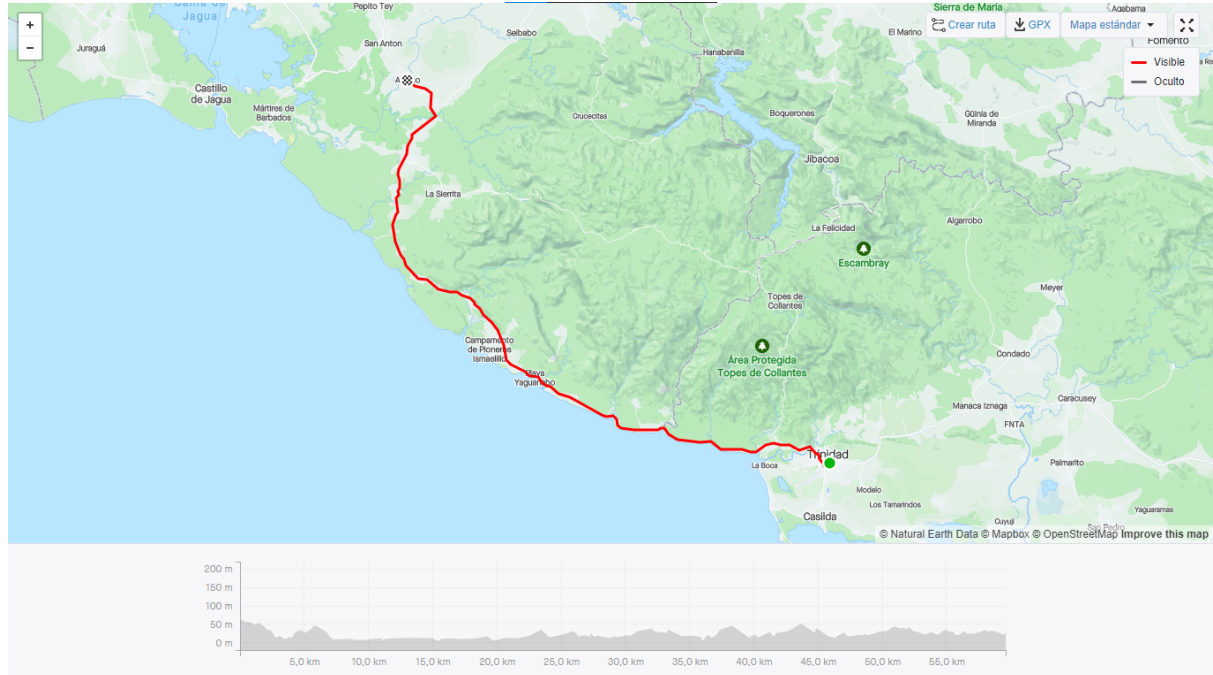 +
−
Jagua
Pepito Tey
Seibabo
Sierra de María
Agabama
El Marino
Crear ruta
GPX
Mapa estándar
Juraguá
San Anton
Hanabanilla
Fomento
Visible
Oculto
Castillo
de Jagua
Mártires de
Barbados
Crucecitas
Boquerones
Güinia de
Miranda
Jibacoa
La Sierrita
La Felicidad
Algarrobo
Escambray
Meyer
Topes de
Collantes
Campamento
de Pioneros
Ismaelillo
Área Protegida
Topes de Collantes
Condado
Playa
Yaguanabo
Manaca Iznaga
Caracusey
FNTA
Trinidad
La Boca
Palmarito
Modelo
Los Tamarindos
Casilda
Yaguaramas
Cuyují
San Pedro
© Natural Earth Data © Mapbox © OpenStreetMap Improve this map
200 m
150 m
100 m
50 m
0 m
5,0 km 10,0 km 15,0 km 20,0 km 25,0 km 30,0 km 35,0 km 40,0 km 45,0 km 50,0 km 55,0 km